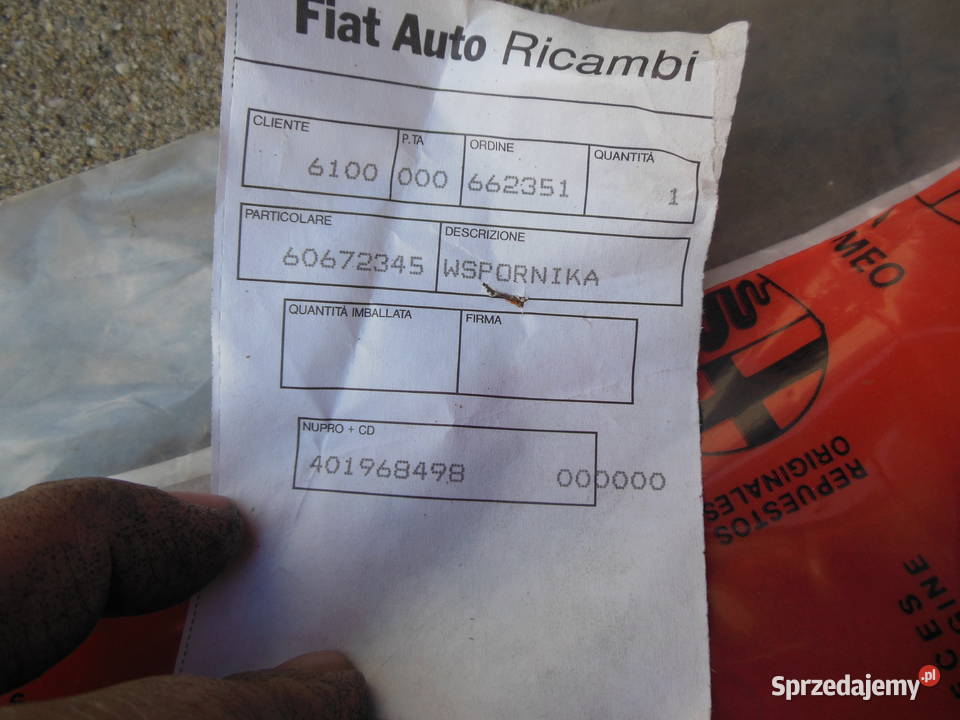 Fiat Auto Ricambi
CLIENTE P.TA ORDINE QUANTITÀ
6100 000 662351 1
PARTICOLARE DESCRIZIONE
60672345 WSPORNIKA
QUANTITÀ IMBALLATA FIRMA
NUPRO + CD
401968498 000000
MEO
REPUESTOS
ORIGINALES
Sprzedajemy.pl